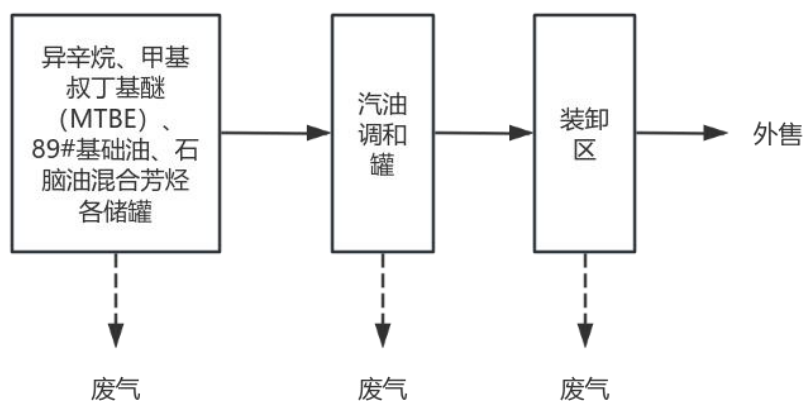 异辛烷、甲基
叔丁基醚
（MTBE）、
89#基础油、石
脑油混合芳烃
各储罐
汽油
调和
罐
装卸
区
外售
废气
废气
废气